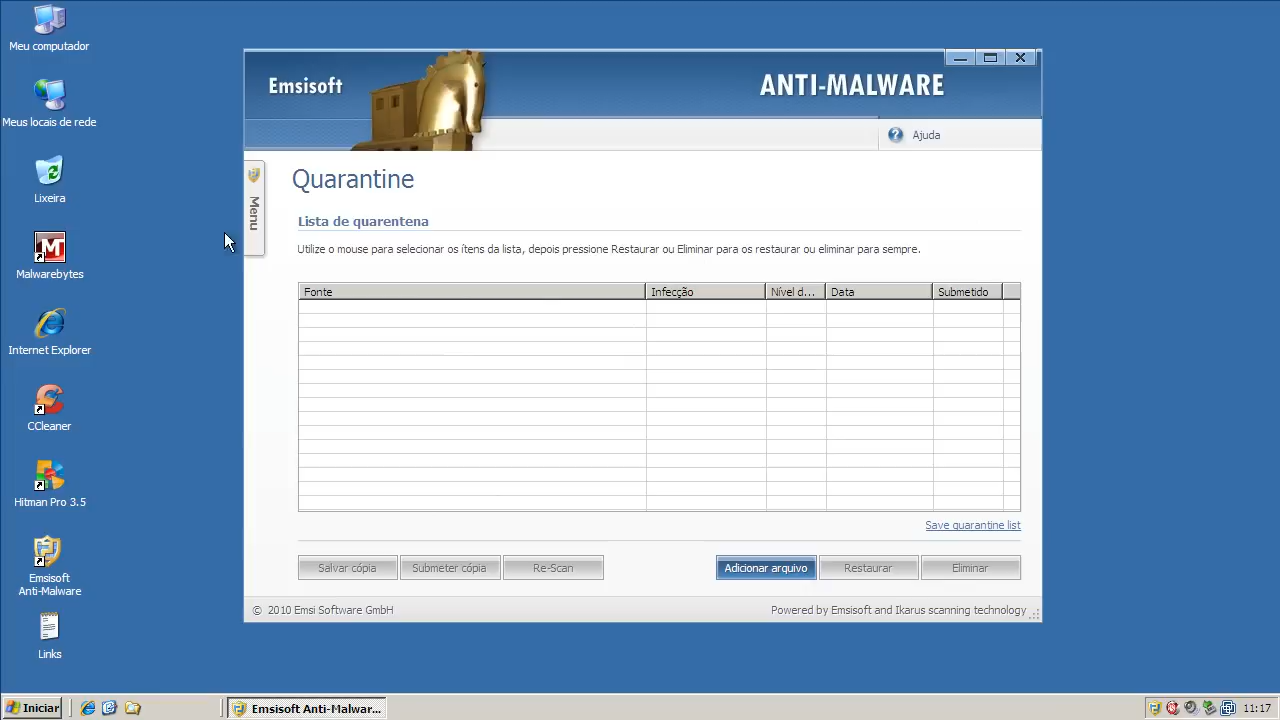 Meu computador
Meus locais de rede
Lixeira
Malwarebytes
Internet Explorer
CCleaner
Hitman Pro 3.5
Emsisoft
Anti-Malware
Links
Emsisoft
ANTI-MALWARE
Ajuda
Menu
Quarantine
Lista de quarentena
Utilize o mouse para selecionar os ítens da lista, depois pressione Restaurar ou Eliminar para os restaurar ou eliminar para sempre.
Fonte Infecção Nível d... Data Submetido
Save quarantine list
Salvar cópia Submeter cópia Re-Scan Adicionar arquivo Restaurar Eliminar
© 2010 Emsi Software GmbH Powered by Emsisoft and Ikarus scanning technology
Iniciar Emsisoft Anti-Malwar... 11:17